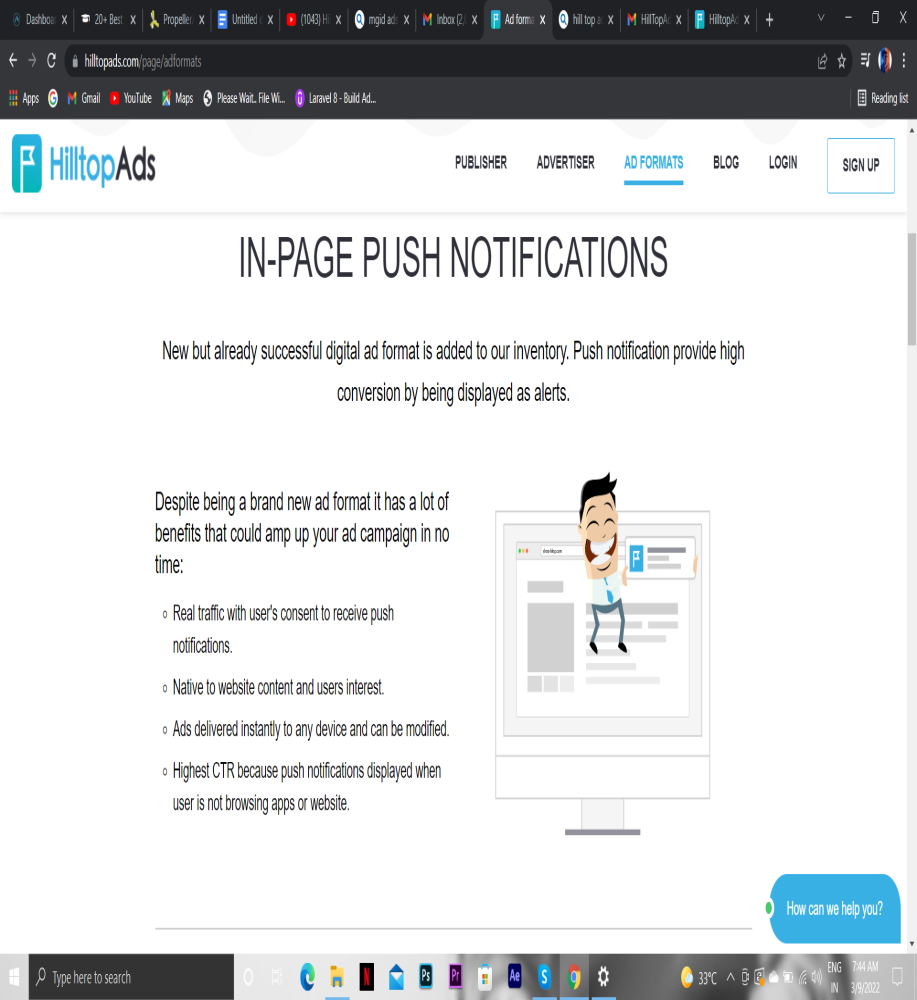 Dashboa
20+ Best
Propeller
Untitled
(1043) Hi
mgid ads
Inbox (2,
Ad forma
hill top a
HillTopA
HilltopAd
hilltopads.com/page/adformats
Apps
Gmail
YouTube
Maps
Please Wait.. File Wi...
Laravel 8 - Build Ad...
Reading list
HilltopAds
PUBLISHER
ADVERTISER
AD FORMATS
BLOG
LOGIN
SIGN UP
IN-PAGE PUSH NOTIFICATIONS
New but already successful digital ad format is added to our inventory. Push notification provide high
conversion by being displayed as alerts.
Despite being a brand new ad format it has a lot of
benefits that could amp up your ad campaign in no
time:
Real traffic with user's consent to receive push
notifications.
Native to website content and users interest.
Ads delivered instantly to any device and can be modified.
Highest CTR because push notifications displayed when
user is not browsing apps or website.
How can we help you?
Type here to search
Ps
Pr
Ae
33°C
ENG
IN
7:44 AM
3/9/2022